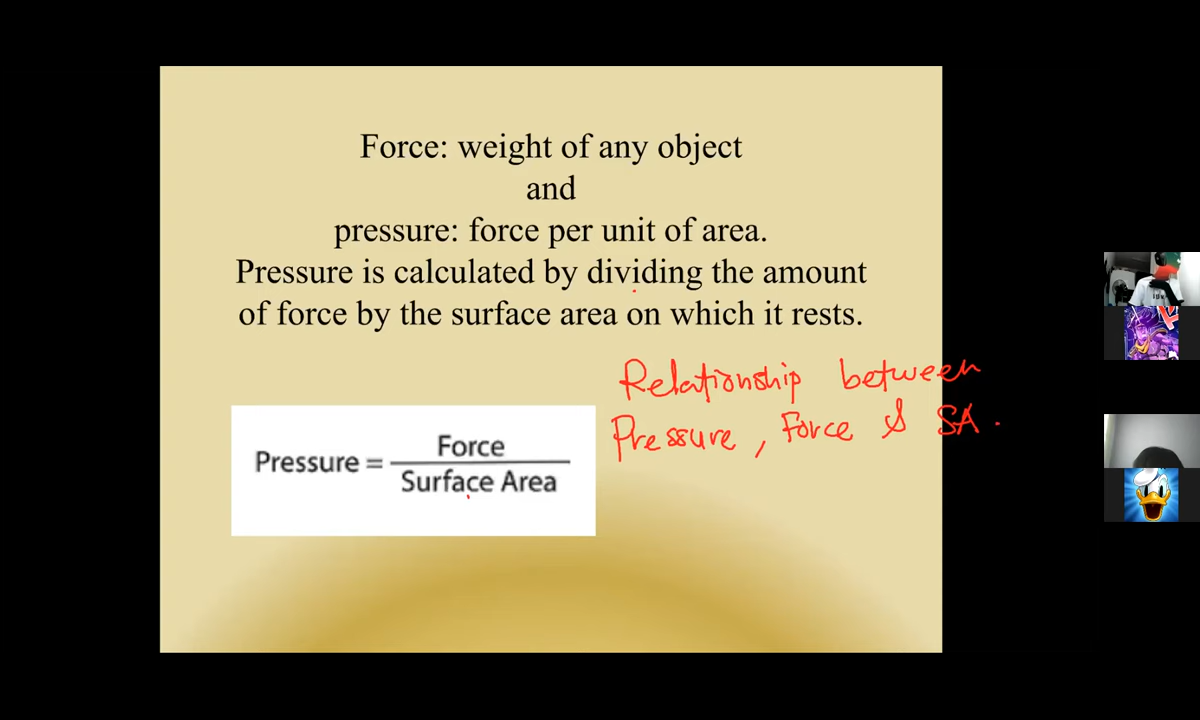 Force: weight of any object
and
pressure: force per unit of area.
Pressure is calculated by dividing the amount
of force by the surface area on which it rests.
Relationship between
Pressure, Force & SA.
Pressure = Force
Surface Area